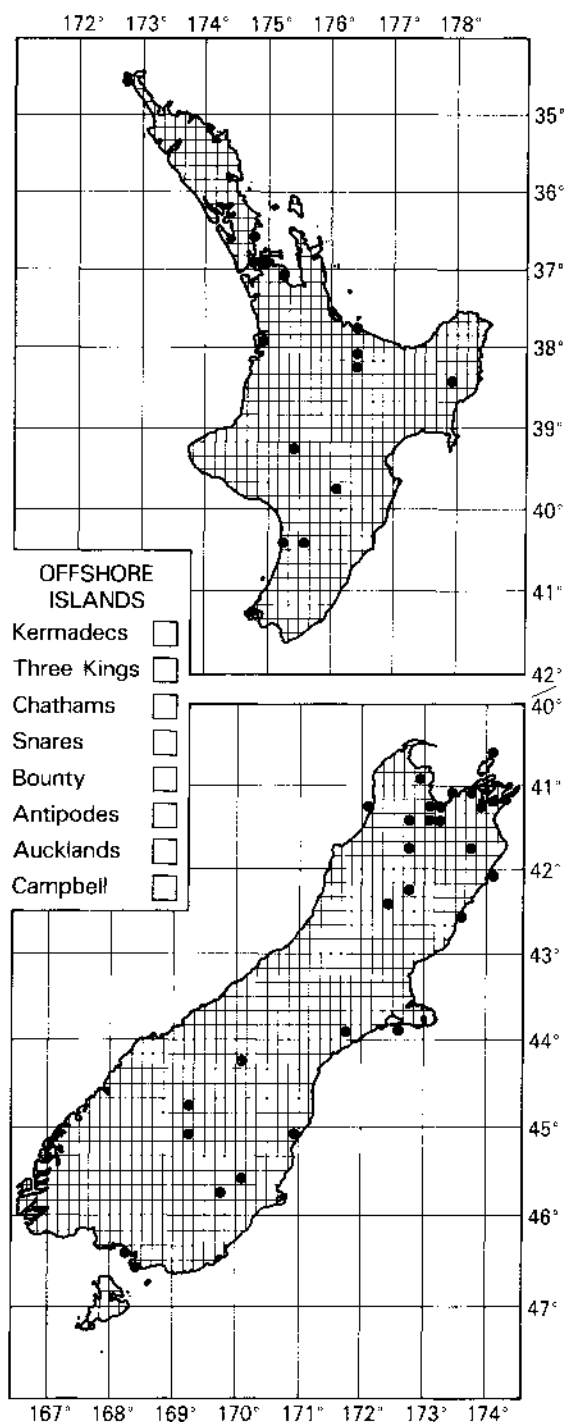 172° 173° 174° 175° 176° 177° 178°
35°
36°
37°
38°
39°
40°
41°
42°
OFFSHORE
ISLANDS
Kermadecs
Three Kings
Chathams
Snares
Bounty
Antipodes
Aucklands
Campbell
40°
41°
42°
43°
44°
45°
46°
47°
167° 168° 169° 170° 171° 172° 173° 174°